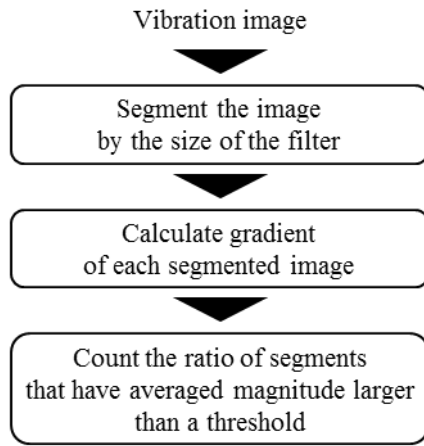 Vibration image
Segment the image
by the size of the filter
Calculate gradient
of each segmented image
Count the ratio of segments
that have averaged magnitude larger
than a threshold